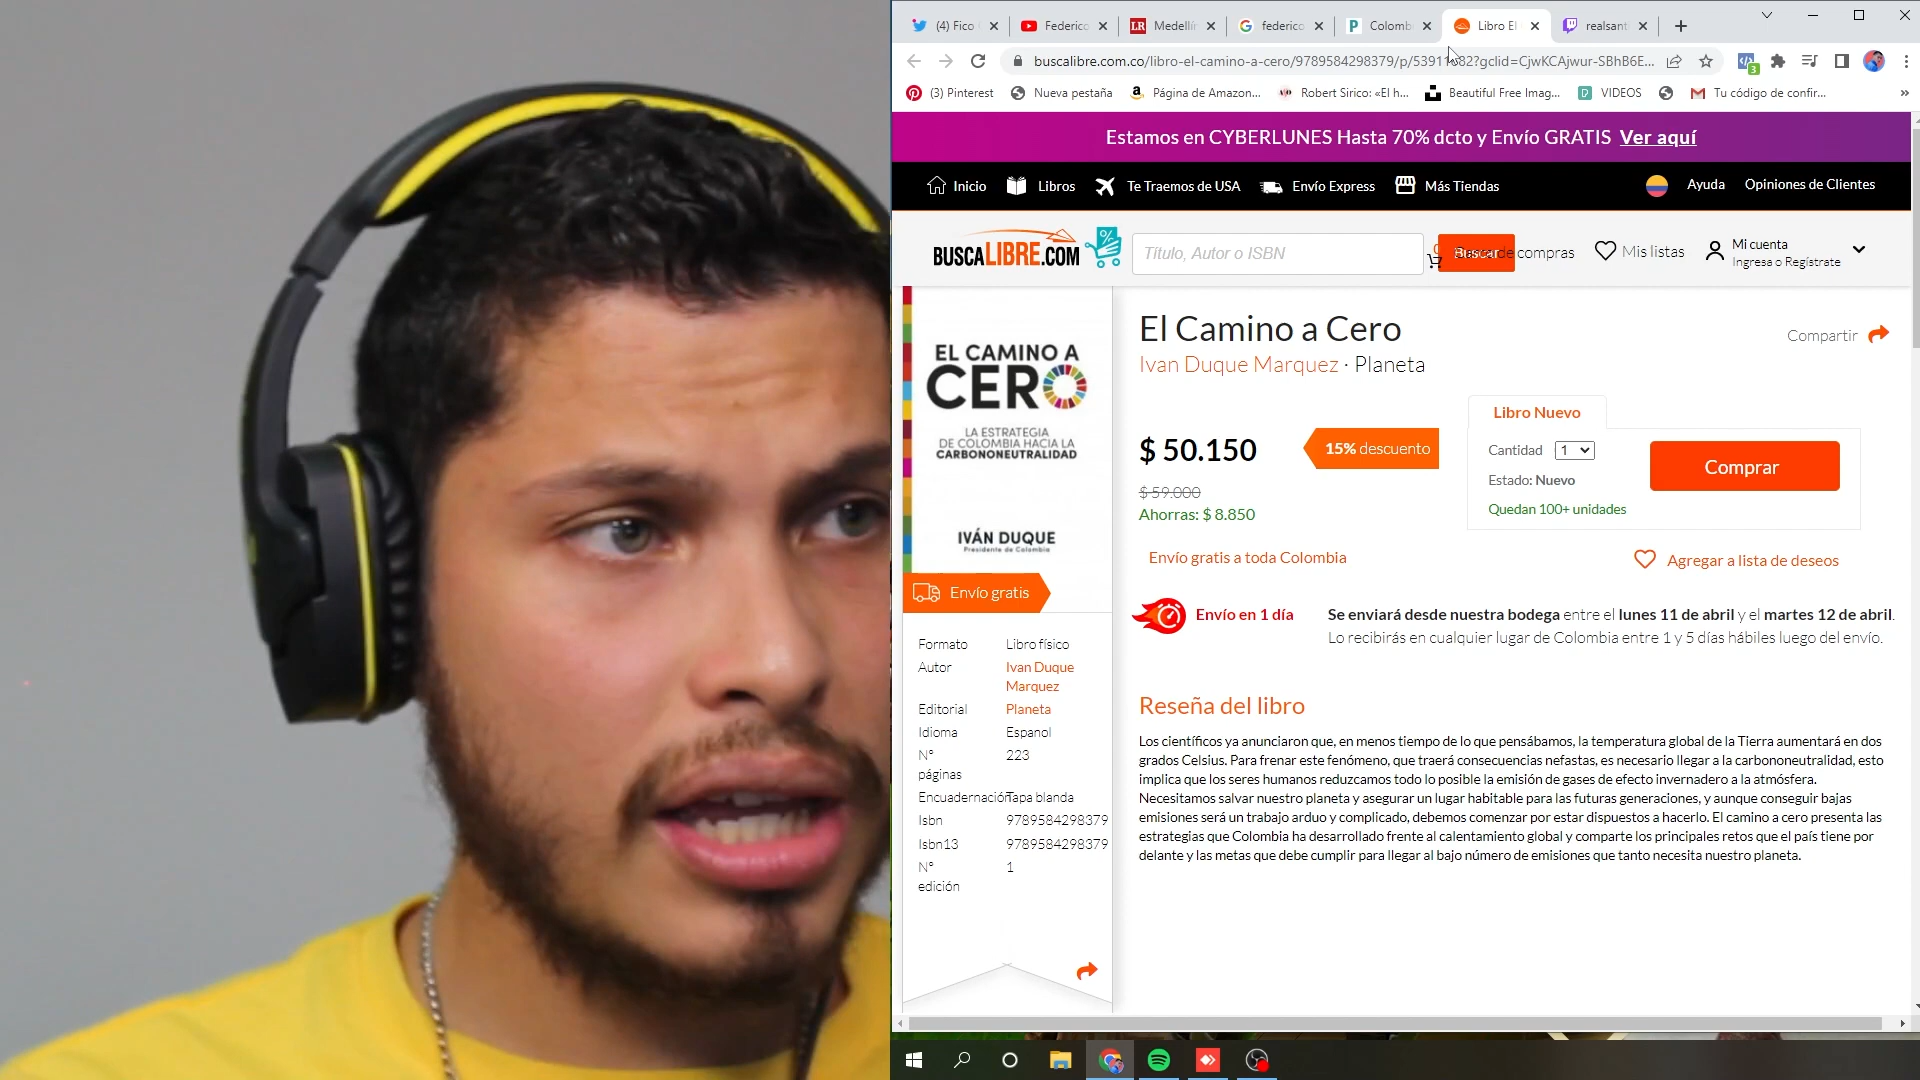 (4) Fico
Federico
LR
Medellín
federico
Colomb
Libro El
realsanti
buscalibre.com.co/libro-el-camino-a-cero/9789584298379/p/53911
82?gclid=CjwKCAjwur-SBhB6E...
3
(3) Pinterest
Nueva pestaña
Página de Amazon...
Robert Sirico: «El h...
Beautiful Free Imag...
VIDEOS
Tu código de confir...
Estamos en CYBERLUNES Hasta 70% dcto y Envío GRATIS Ver aquí
Inicio
Libros
Te Traemos de USA
Envío Express
Más Tiendas
Ayuda
Opiniones de Clientes
BUSCALIBRE.COM
%
Título, Autor o ISBN
0
Buscar
de compras
Mis listas
Mi cuenta
Ingresa o Regístrate
EL CAMINO A
CERO
LA ESTRATEGIA
DE COLOMBIA HACIA LA
CARBONONEUTRALIDAD
IVÁN DUQUE
Presidente de Colombia
Envío gratis
El Camino a Cero
Compartir
Ivan Duque Marquez · Planeta
$ 50.150
15% descuento
$ 59.000
Ahorras: $ 8.850
Libro Nuevo
Cantidad 1
Estado: Nuevo
Quedan 100+ unidades
Comprar
Envío gratis a toda Colombia
Agregar a lista de deseos
Envío en 1 día
Se enviará desde nuestra bodega entre el lunes 11 de abril y el martes 12 de abril.
Lo recibirás en cualquier lugar de Colombia entre 1 y 5 días hábiles luego del envío.
Formato Libro físico
Autor Ivan Duque
Marquez
Editorial Planeta
Idioma Espanol
N° 223
páginas
Encuadernación Tapa blanda
Isbn 9789584298379
Isbn13 9789584298379
N° 1
edición
Reseña del libro
Los científicos ya anunciaron que, en menos tiempo de lo que pensábamos, la temperatura global de la Tierra aumentará en dos
grados Celsius. Para frenar este fenómeno, que traerá consecuencias nefastas, es necesario llegar a la carbononeutralidad, esto
implica que los seres humanos reduzcamos todo lo posible la emisión de gases de efecto invernadero a la atmósfera.
Necesitamos salvar nuestro planeta y asegurar un lugar habitable para las futuras generaciones, y aunque conseguir bajas
emisiones será un trabajo arduo y complicado, debemos comenzar por estar dispuestos a hacerlo. El camino a cero presenta las
estrategias que Colombia ha desarrollado frente al calentamiento global y comparte los principales retos que el país tiene por
delante y las metas que debe cumplir para llegar al bajo número de emisiones que tanto necesita nuestro planeta.